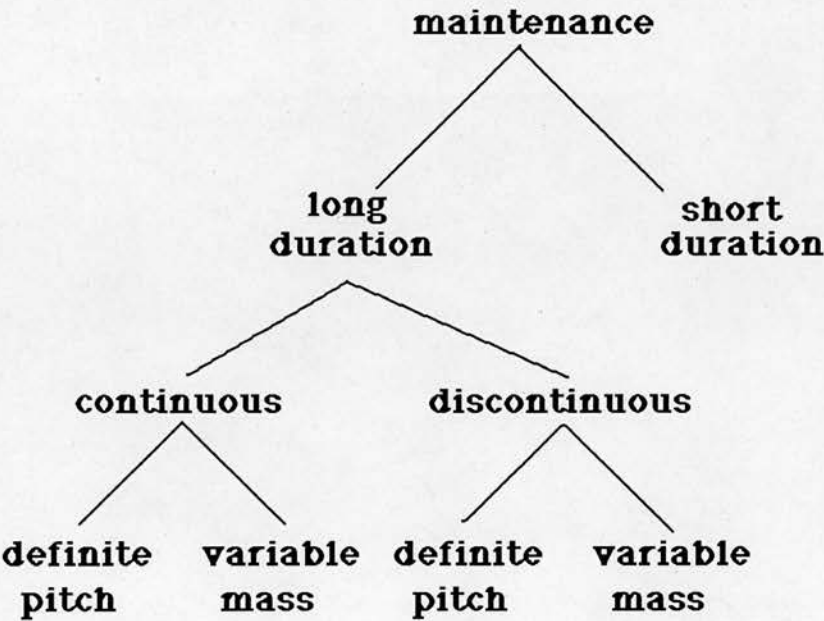 maintenance
long
duration
short
duration
continuous
discontinuous
definite
pitch
variable
mass
definite
pitch
variable
mass